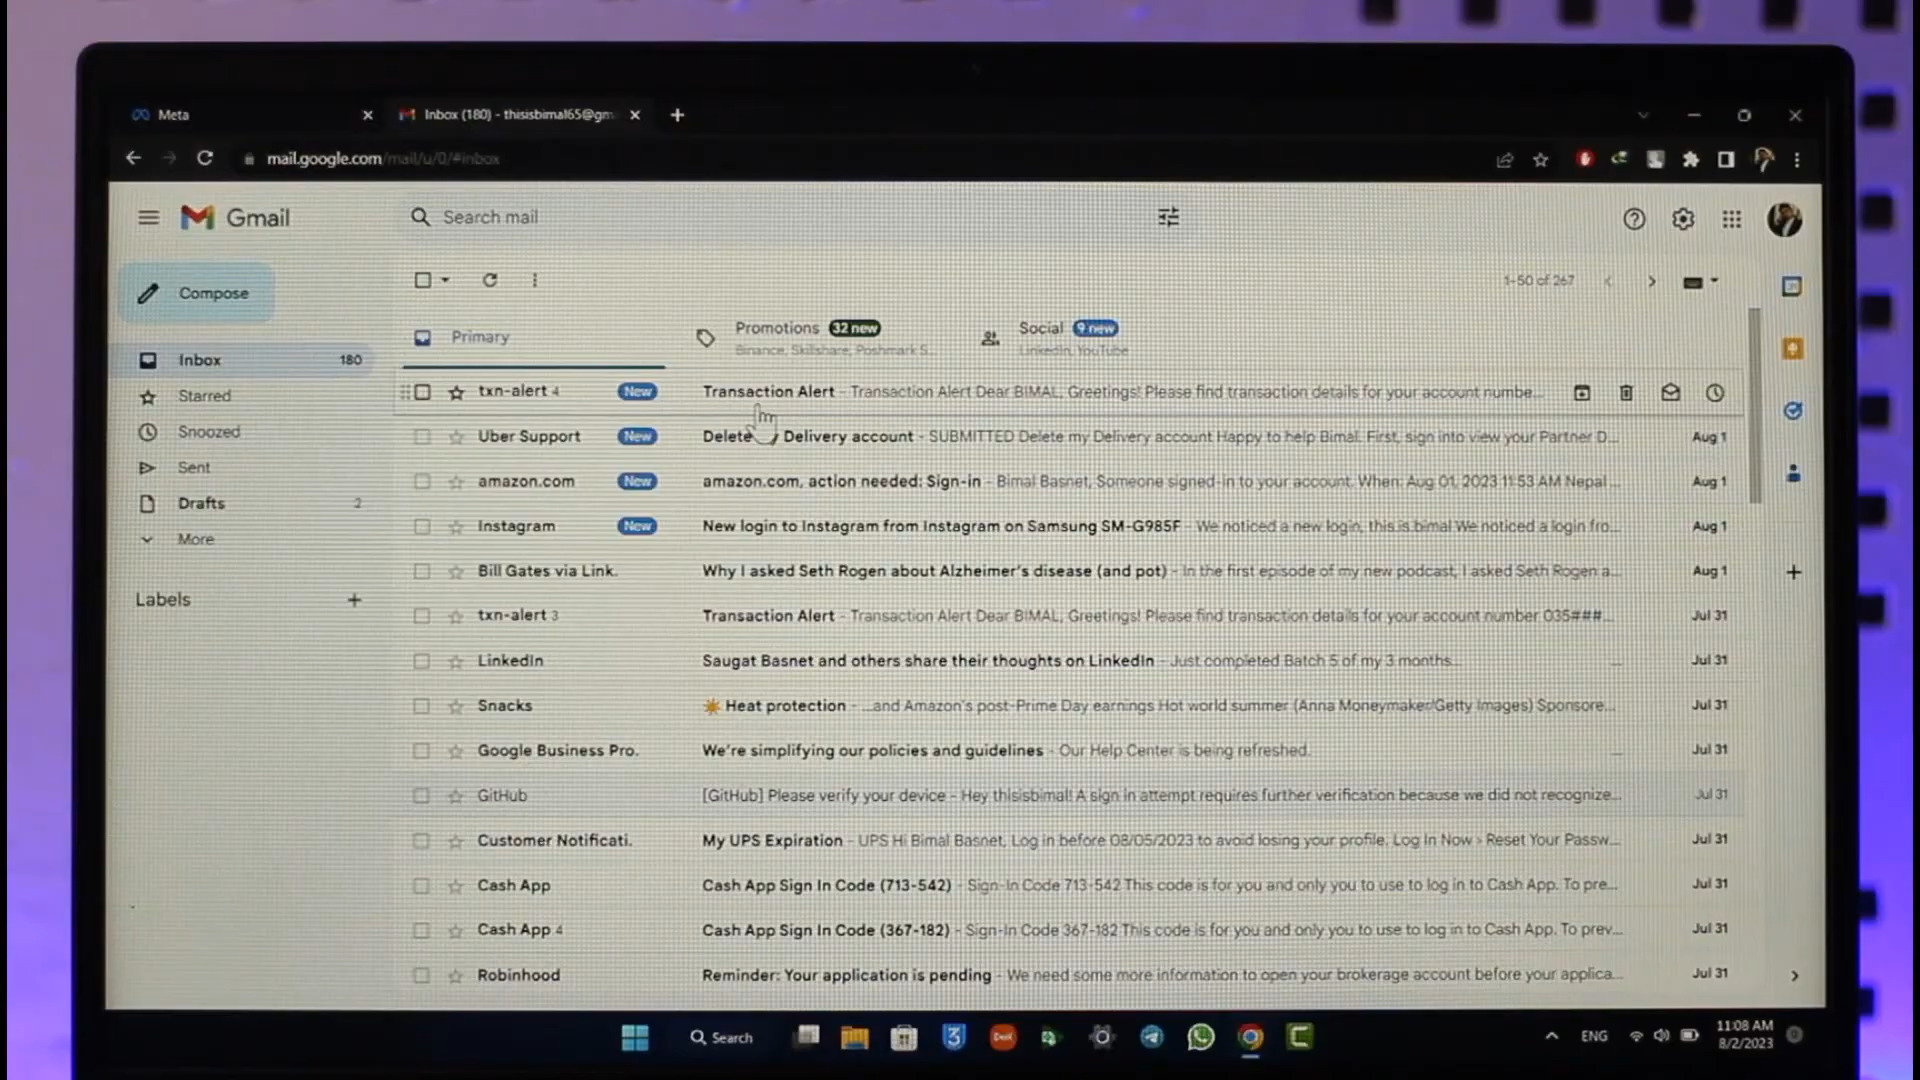 Meta
Inbox (180) - thisisbimal65@gm
mail.google.com/mail/u/0/#inbox
Gmail
Search mail
Compose
1-50 of 267
Primary
Promotions 32 new
Binance, Skillshare, Poshmark S...
Social 9 new
LinkedIn, YouTube
Inbox 180
Starred
Snoozed
Sent
Drafts 2
More
Labels
txn-alert 4 New Transaction Alert - Transaction Alert Dear BIMAL, Greetings! Please find transaction details for your account numbe...
Uber Support New Delete Delivery account - SUBMITTED Delete my Delivery account Happy to help Bimal. First, sign into view your Partner D... Aug 1
amazon.com New amazon.com, action needed: Sign-in - Bimal Basnet, Someone signed-in to your account. When: Aug 01, 2023 11:53 AM Nepal ... Aug 1
Instagram New New login to Instagram from Instagram on Samsung SM-G985F - We noticed a new login, this is bimal We noticed a login fro... Aug 1
Bill Gates via Link. Why I asked Seth Rogen about Alzheimer's disease (and pot) - In the first episode of my new podcast, I asked Seth Rogen a... Aug 1
txn-alert 3 Transaction Alert - Transaction Alert Dear BIMAL, Greetings! Please find transaction details for your account number 035###... Jul 31
LinkedIn Saugat Basnet and others share their thoughts on LinkedIn - Just completed Batch 5 of my 3 months... Jul 31
Snacks Heat protection - ...and Amazon's post-Prime Day earnings Hot world summer (Anna Moneymaker/Getty Images) Sponsore... Jul 31
Google Business Pro. We're simplifying our policies and guidelines - Our Help Center is being refreshed. Jul 31
GitHub [GitHub] Please verify your device - Hey thisisbimal! A sign in attempt requires further verification because we did not recognize... Jul 31
Customer Notificati. My UPS Expiration - UPS Hi Bimal Basnet, Log in before 08/05/2023 to avoid losing your profile. Log In Now › Reset Your Passw... Jul 31
Cash App Cash App Sign In Code (713-542) - Sign-In Code 713-542 This code is for you and only you to use to log in to Cash App. To pre... Jul 31
Cash App 4 Cash App Sign In Code (367-182) - Sign-In Code 367-182 This code is for you and only you to use to log in to Cash App. To prev... Jul 31
Robinhood Reminder: Your application is pending - We need some more information to open your brokerage account before your applica... Jul 31
Search
ENG
11:08 AM
8/2/2023